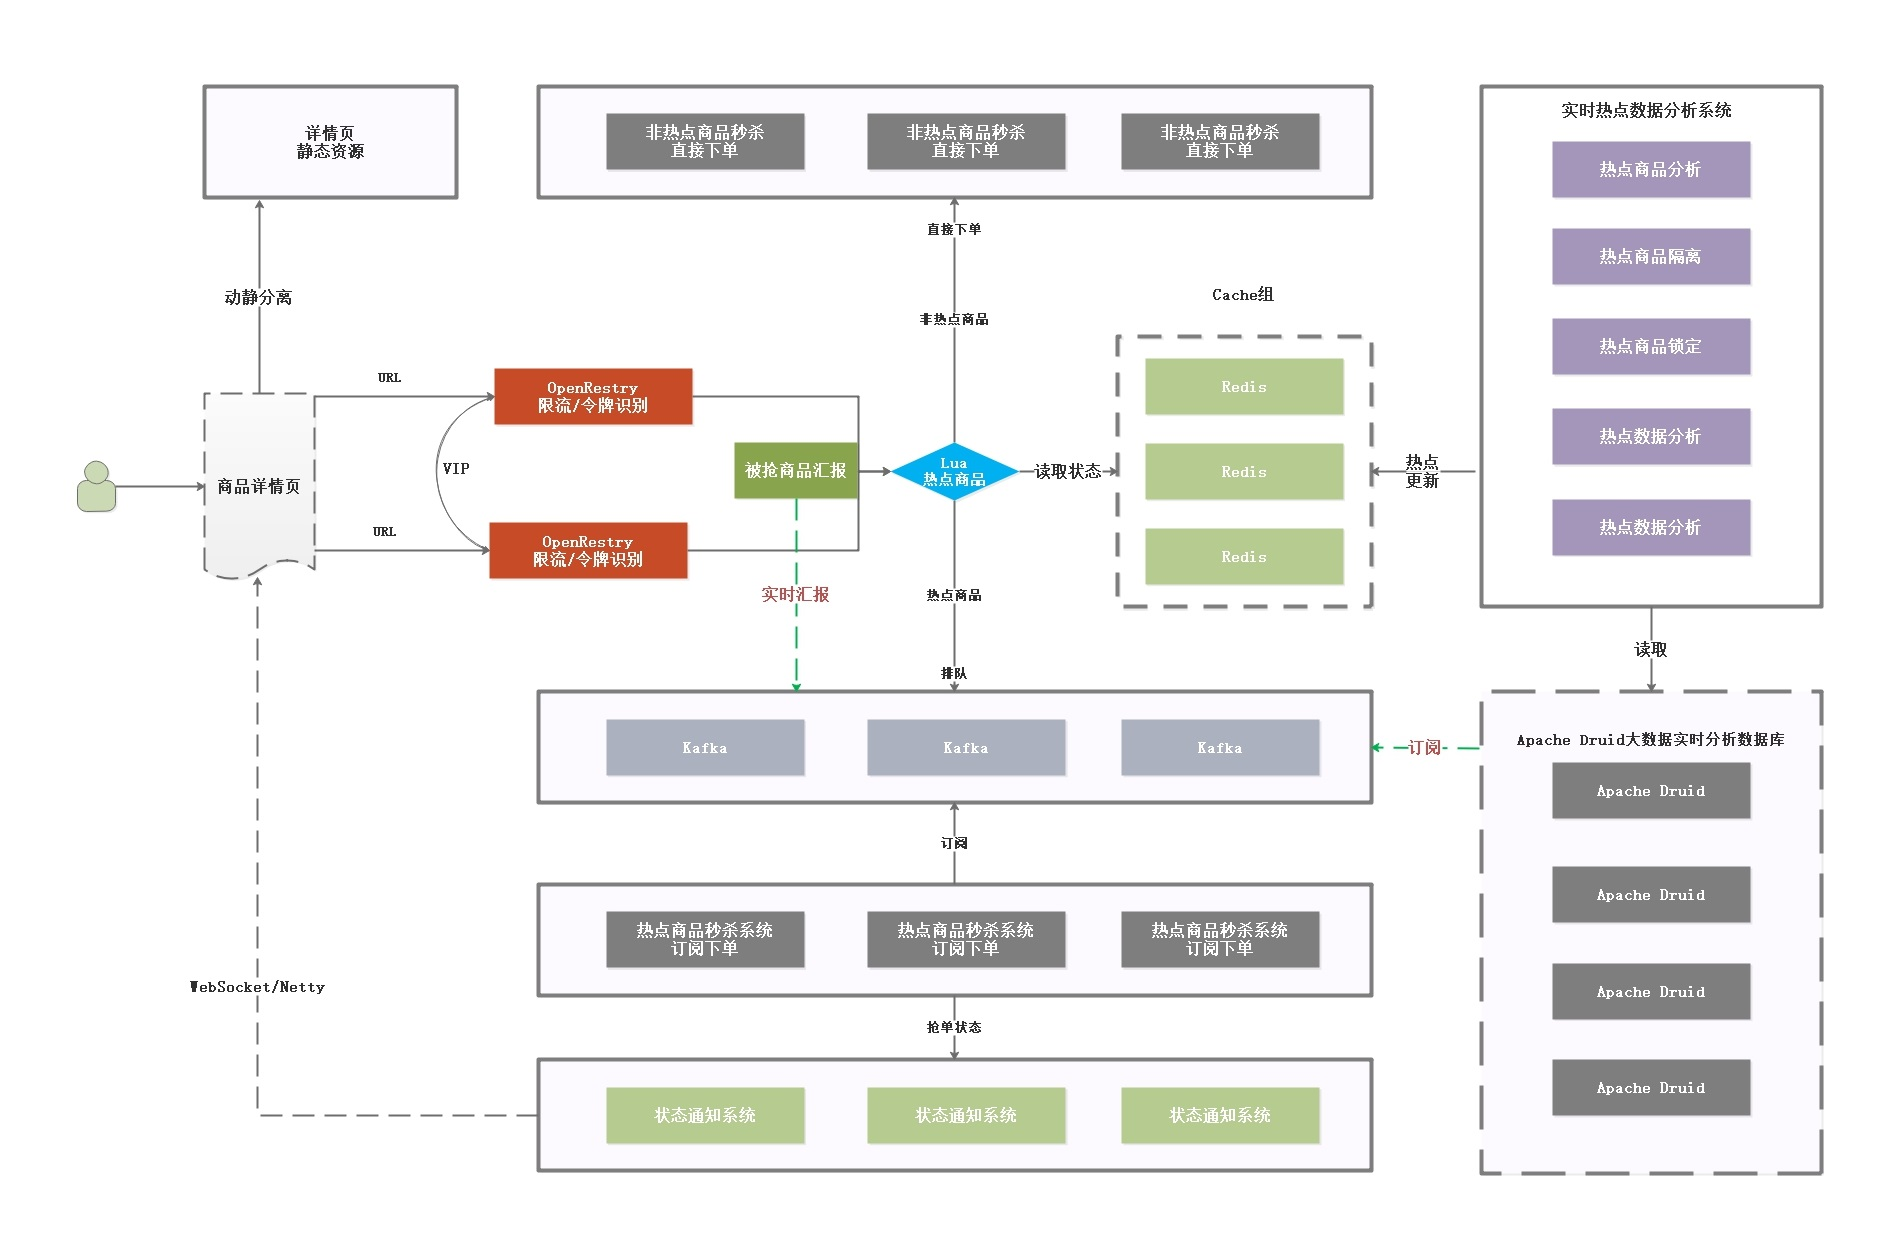 详情页
静态资源
非热点商品秒杀
直接下单
非热点商品秒杀
直接下单
非热点商品秒杀
直接下单
实时热点数据分析系统
热点商品分析
热点商品隔离
热点商品锁定
热点数据分析
热点数据分析
直接下单
动静分离
非热点商品
Cache组
URL
OpenRestry
限流/令牌识别
VIP
商品详情页
被抢商品汇报
Lua
热点商品
读取状态
Redis
Redis
Redis
热点
更新
URL
OpenRestry
限流/令牌识别
实时汇报
热点商品
排队
读取
Kafka
Kafka
Kafka
订阅
Apache Druid大数据实时分析数据库
Apache Druid
Apache Druid
Apache Druid
Apache Druid
订阅
热点商品秒杀系统
订阅下单
热点商品秒杀系统
订阅下单
热点商品秒杀系统
订阅下单
WebSocket/Netty
抢单状态
状态通知系统
状态通知系统
状态通知系统